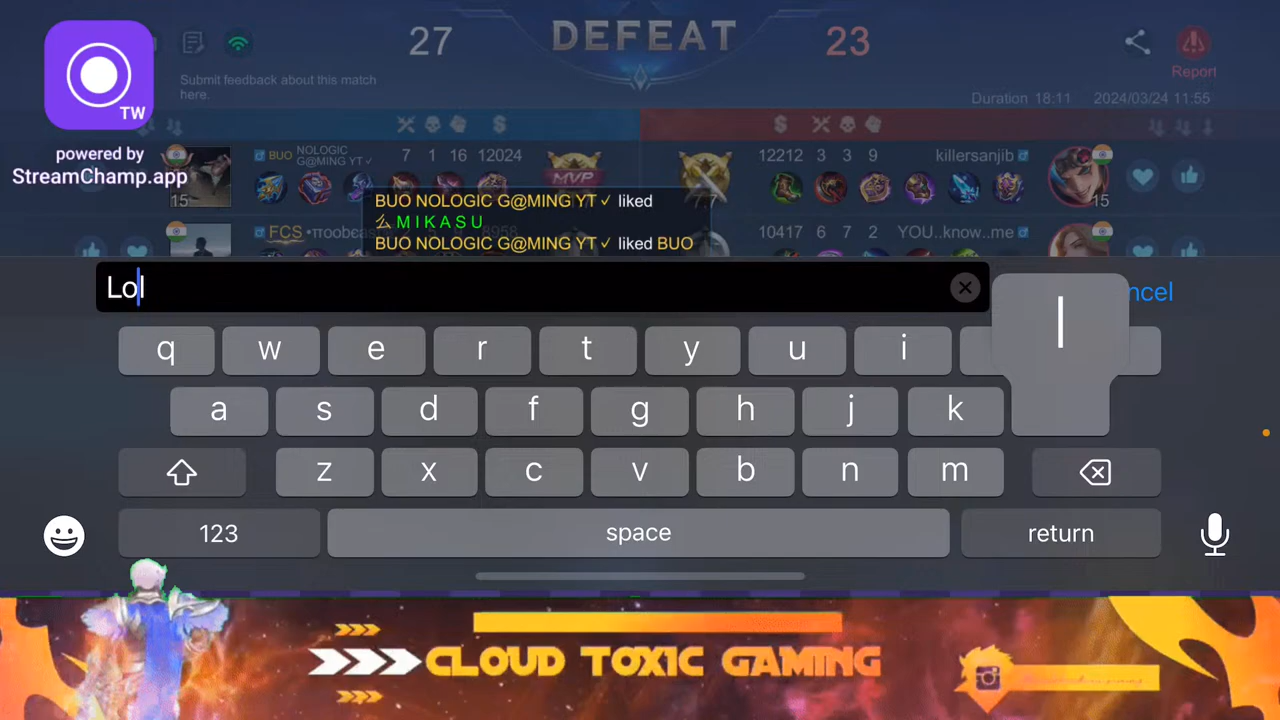 27
DEFEAT
23
Report
Submit feedback about this match
here.
Duration 18:11 2024/03/24 11:55
TW
powered by
StreamChamp.app
BUO NOLOGIC G@MING YT✓ 7 1 16 12024
MVP
15
12212 3 3 9 killersanjib
15
BUO NOLOGIC G@MING YT✓ liked
么 M I K A S U
BUO NOLOGIC G@MING YT✓ liked BUO
FCS 8958
10417 6 7 2 YOU..know..me
Lol
ncel
q w e r t y u i
l
a s d f g h j k
z x c v b n m
123 space return
CLOUD TOXIC GAMING